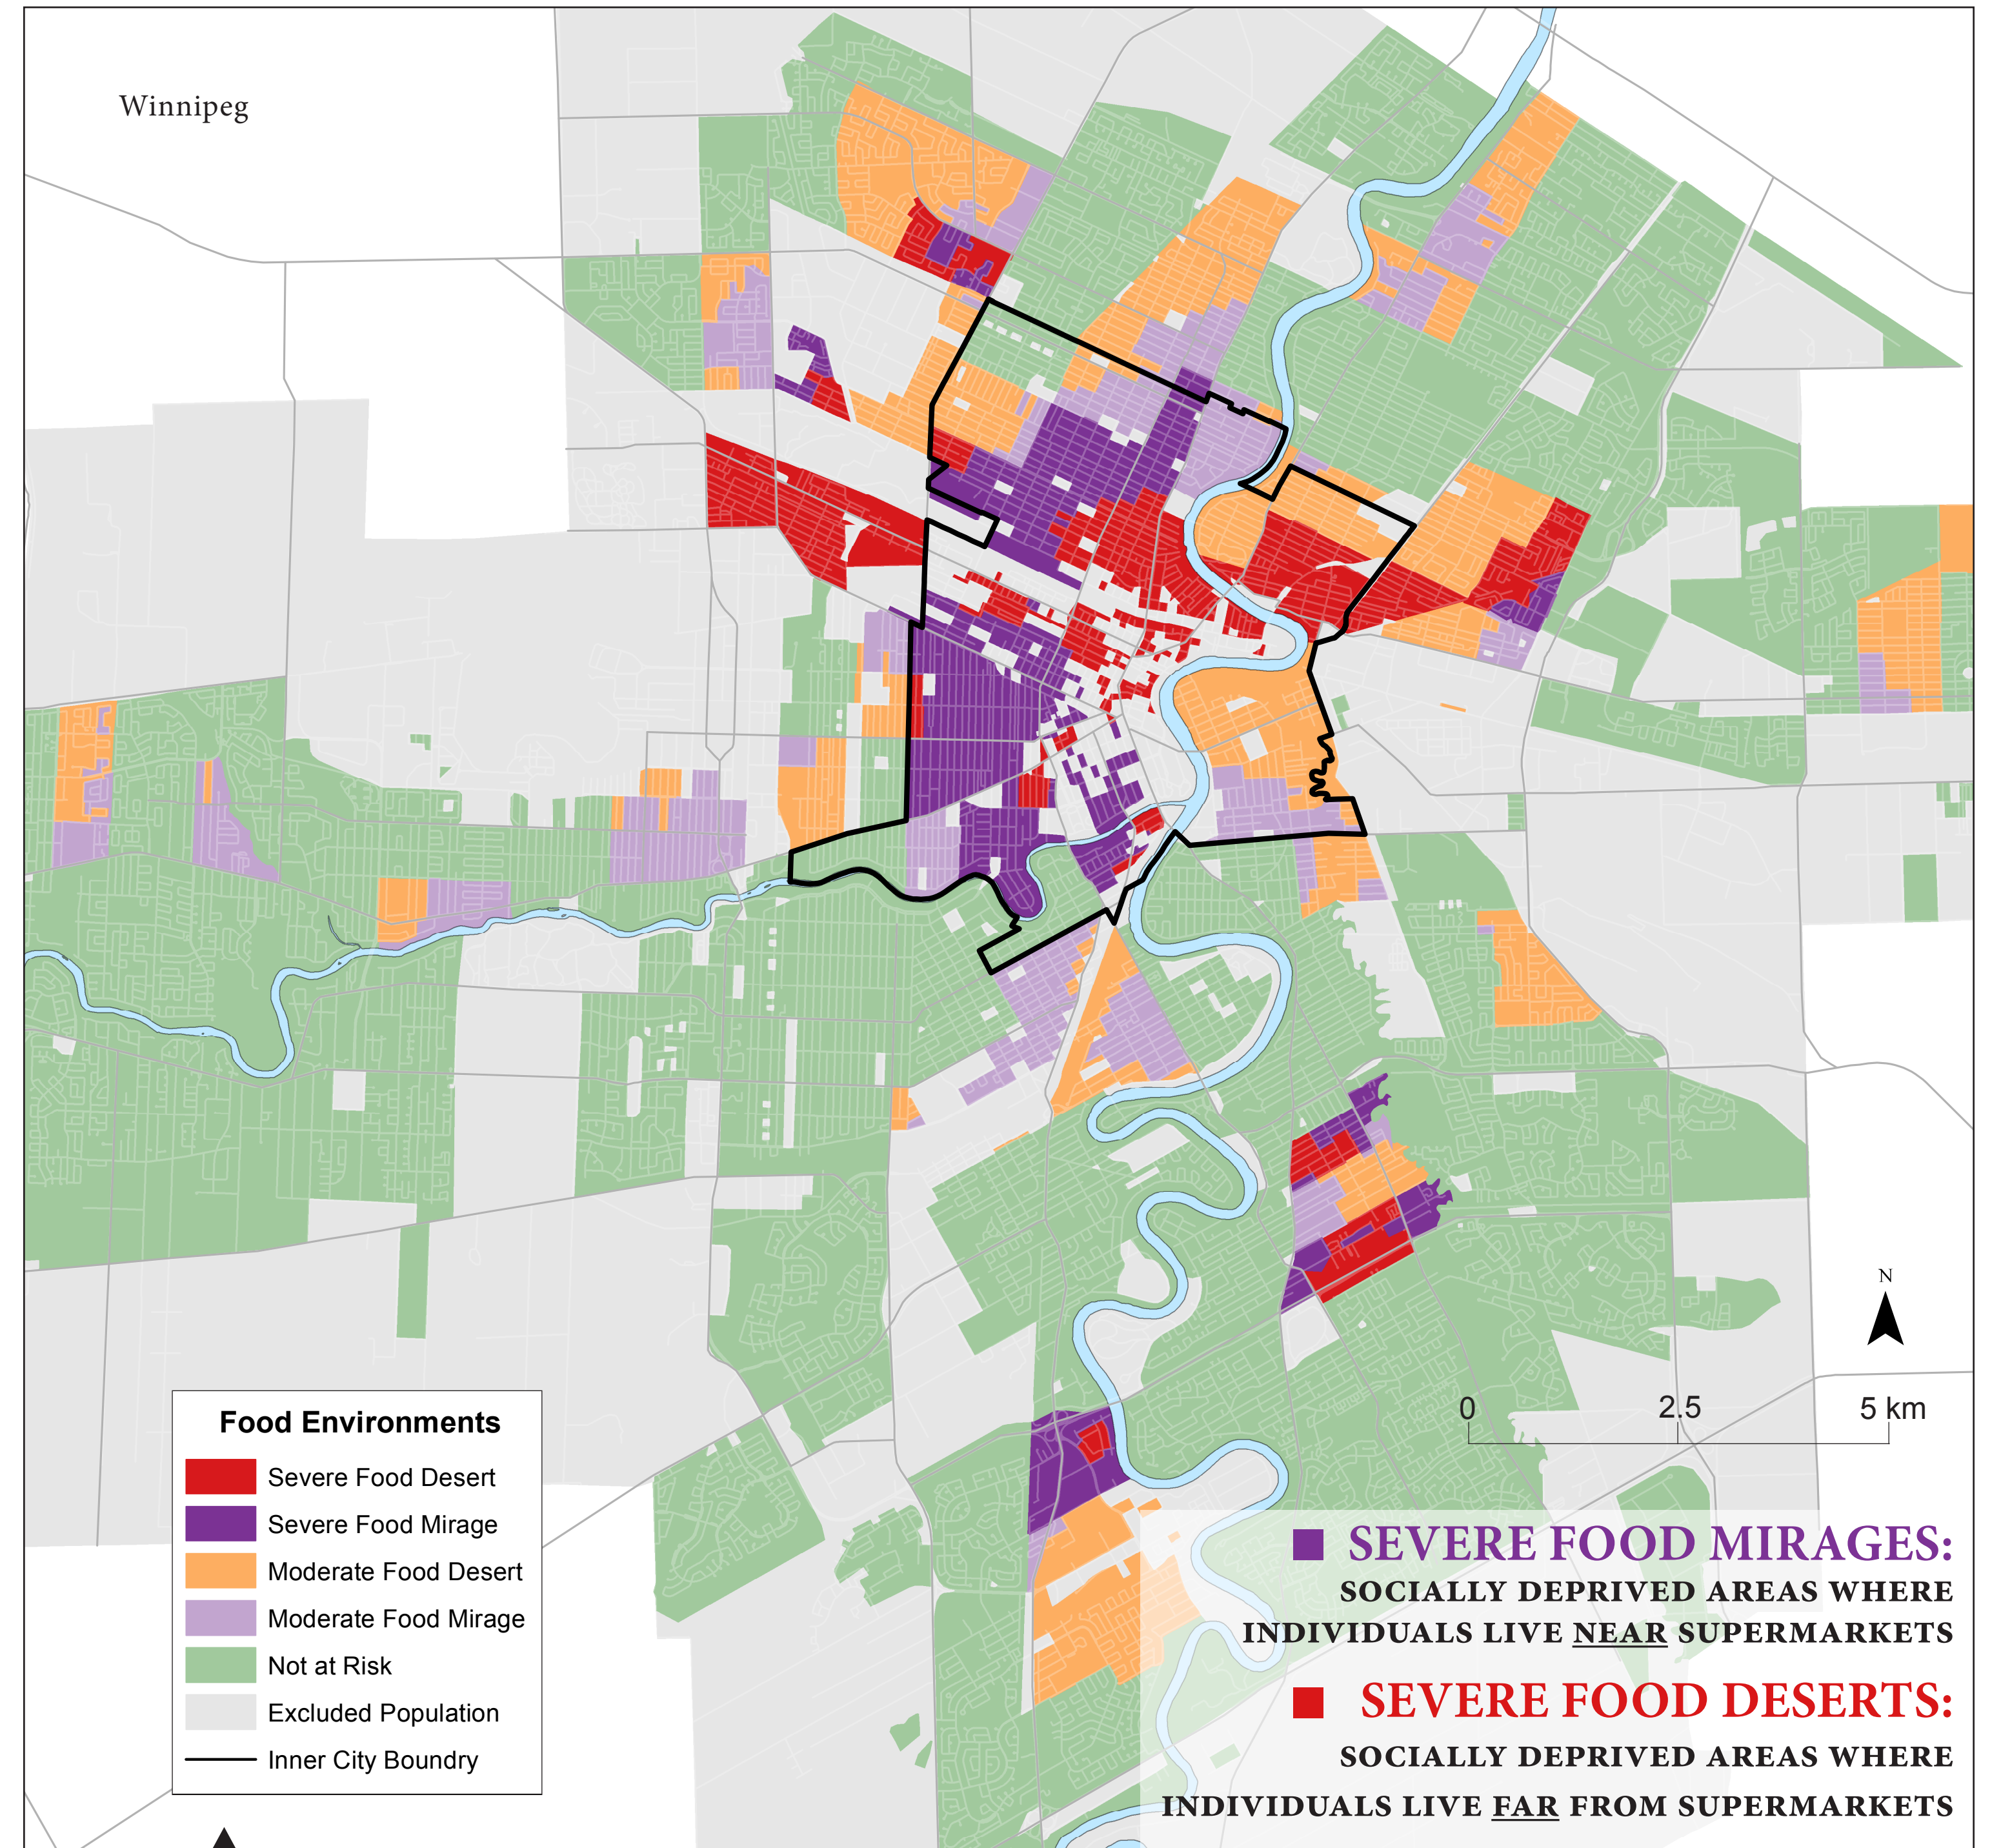 Winnipeg
N
0 2.5 5 km
Food Environments
Severe Food Desert
Severe Food Mirage
Moderate Food Desert
Moderate Food Mirage
Not at Risk
Excluded Population
Inner City Boundry
SEVERE FOOD MIRAGES:
SOCIALLY DEPRIVED AREAS WHERE
INDIVIDUALS LIVE NEAR SUPERMARKETS
SEVERE FOOD DESERTS:
SOCIALLY DEPRIVED AREAS WHERE
INDIVIDUALS LIVE FAR FROM SUPERMARKETS